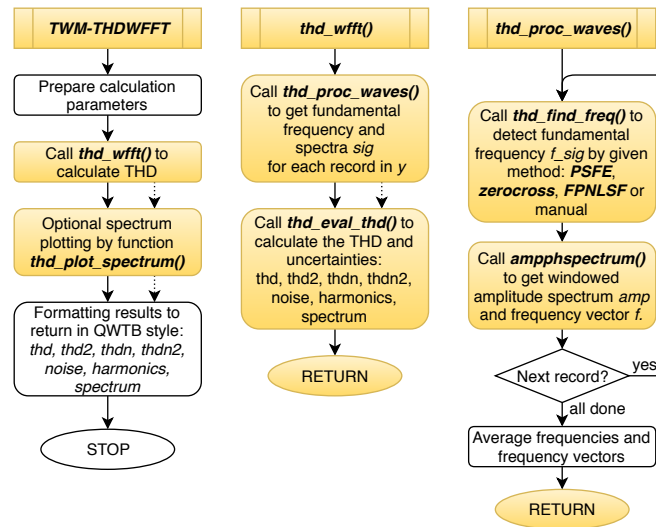 TWM-THDWFFT
Prepare calculation
parameters
Call thd_wfft() to
calculate THD
Optional spectrum
plotting by function
thd_plot_spectrum()
Formatting results to
return in QWTB style:
thd, thd2, thdn, thdn2,
noise, harmonics,
spectrum
STOP
thd_wfft()
Call thd_proc_waves()
to get fundamental
frequency and
spectra sig
for each record in y
Call thd_eval_thd() to
calculate the THD and
uncertainties:
thd, thd2, thdn, thdn2,
noise, harmonics,
spectrum
RETURN
thd_proc_waves()
Call thd_find_freq() to
detect fundamental
frequency f_sig by given
method: PSFE,
zerocross, FPNLSF or
manual
Call ampphspectrum()
to get windowed
amplitude spectrum amp
and frequency vector f.
Next record?
yes
all done
Average frequencies and
frequency vectors
RETURN